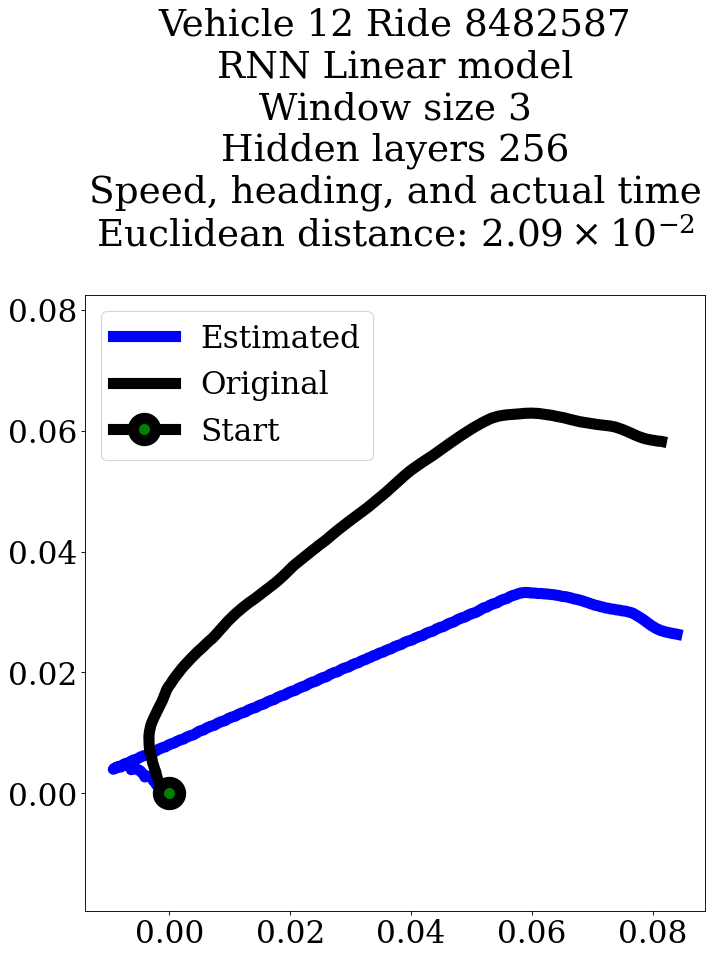 Vehicle 12 Ride 8482587
RNN Linear model
Window size 3
Hidden layers 256
Speed, heading, and actual time
Euclidean distance: 2.09 × 10⁻²
Estimated
Original
Start
0.08
0.06
0.04
0.02
0.00
0.00 0.02 0.04 0.06 0.08